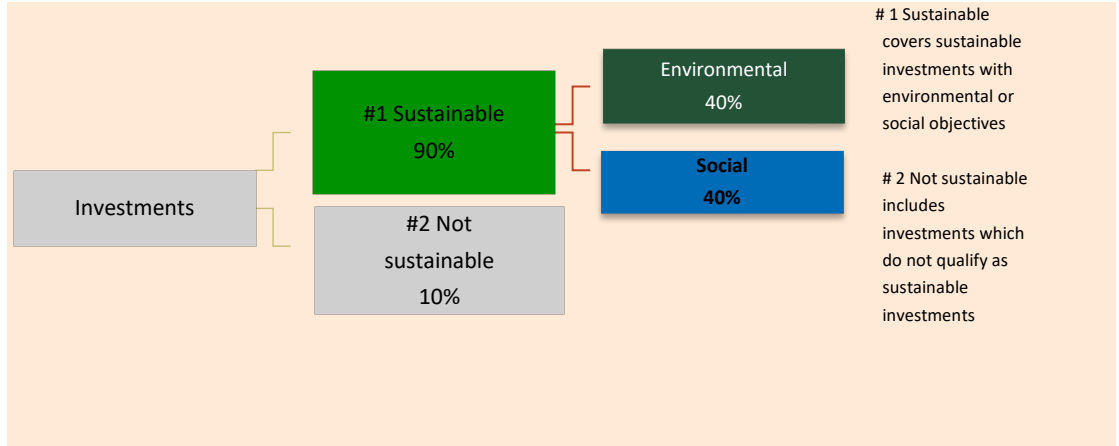 Investments
#1 Sustainable
90%
#2 Not
sustainable
10%
Environmental
40%
Social
40%
# 1 Sustainable
covers sustainable
investments with
environmental or
social objectives
# 2 Not sustainable
includes
investments which
do not qualify as
sustainable
investments